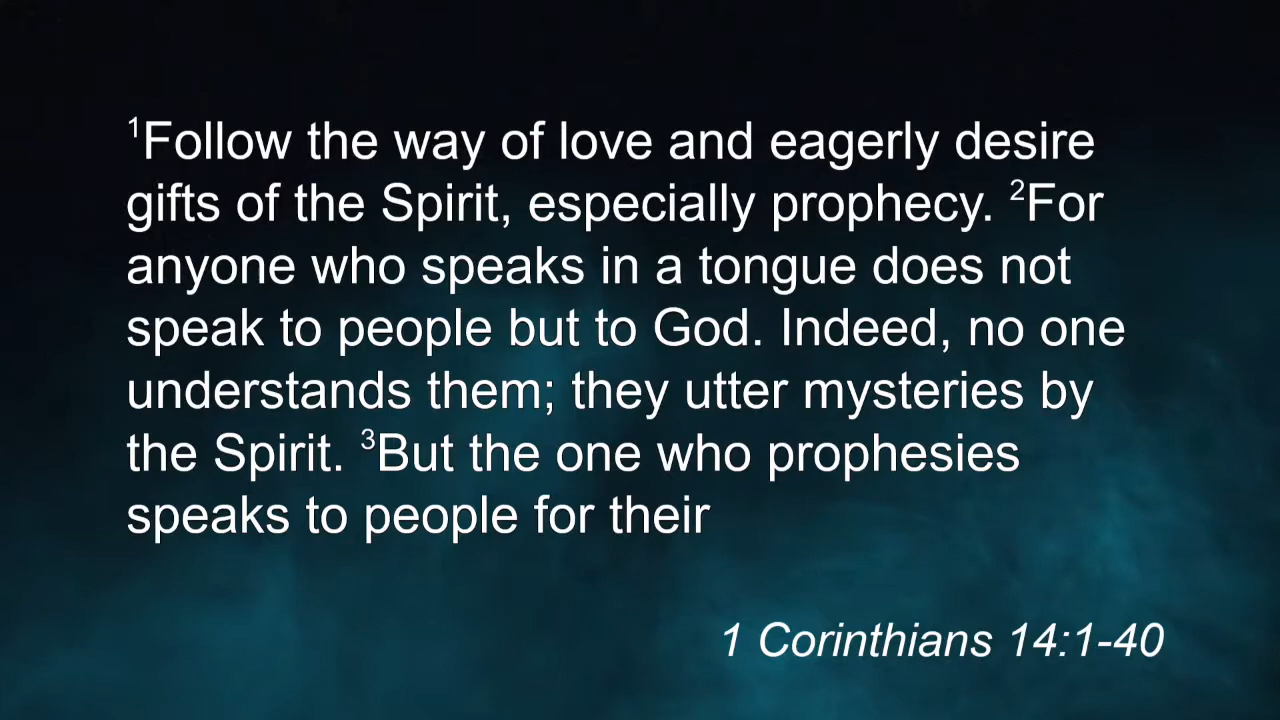 ¹Follow the way of love and eagerly desire
gifts of the Spirit, especially prophecy. ²For
anyone who speaks in a tongue does not
speak to people but to God. Indeed, no one
understands them; they utter mysteries by
the Spirit. ³But the one who prophesies
speaks to people for their
1 Corinthians 14:1-40